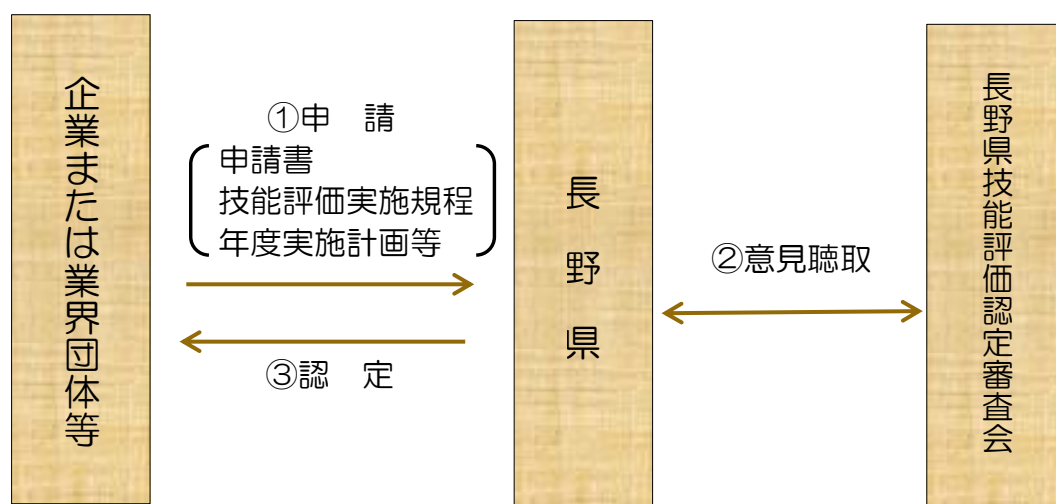 企業または業界団体等
①申　請
申請書
技能評価実施規程
年度実施計画等
③認　定
長野県
②意見聴取
長野県技能評価認定審査会